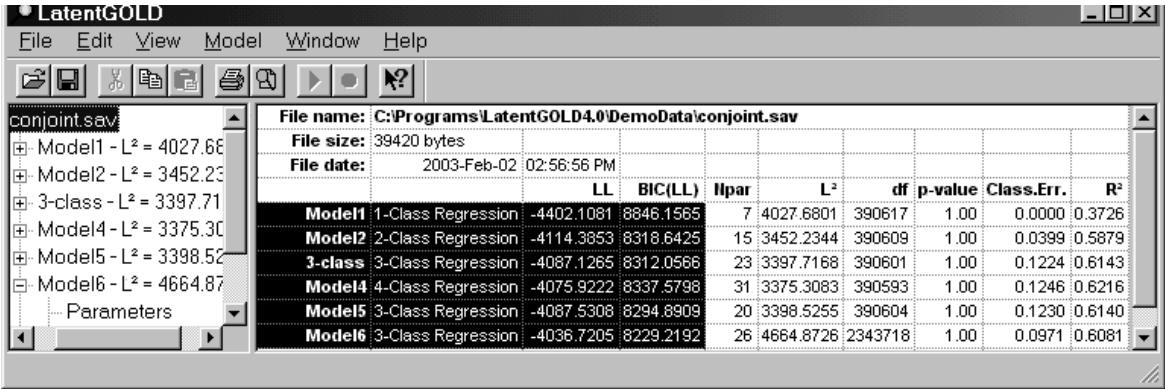 LatentGOLD
File Edit View Model Window Help
conjoint.sav
Model1 - L² = 4027.68
Model2 - L² = 3452.23
3-class - L² = 3397.71
Model4 - L² = 3375.30
Model5 - L² = 3398.52
Model6 - L² = 4664.87
Parameters
File name: C:\Programs\LatentGOLD4.0\DemoData\conjoint.sav
File size: 39420 bytes
File date: 2003-Feb-02 02:56:56 PM
LL BIC(LL) Npar L² df p-value Class.Err. R²
Model1 1-Class Regression -4402.1081 8846.1565 7 4027.6801 390617 1.00 0.0000 0.3726
Model2 2-Class Regression -4114.3853 8318.6425 15 3452.2344 390609 1.00 0.0399 0.5879
3-class 3-Class Regression -4087.1265 8312.0566 23 3397.7168 390601 1.00 0.1224 0.6143
Model4 4-Class Regression -4075.9222 8337.5798 31 3375.3083 390593 1.00 0.1246 0.6216
Model5 3-Class Regression -4087.5308 8294.8909 20 3398.5255 390604 1.00 0.1230 0.6140
Model6 3-Class Regression -4036.7205 8229.2192 26 4664.8726 2343718 1.00 0.0971 0.6081